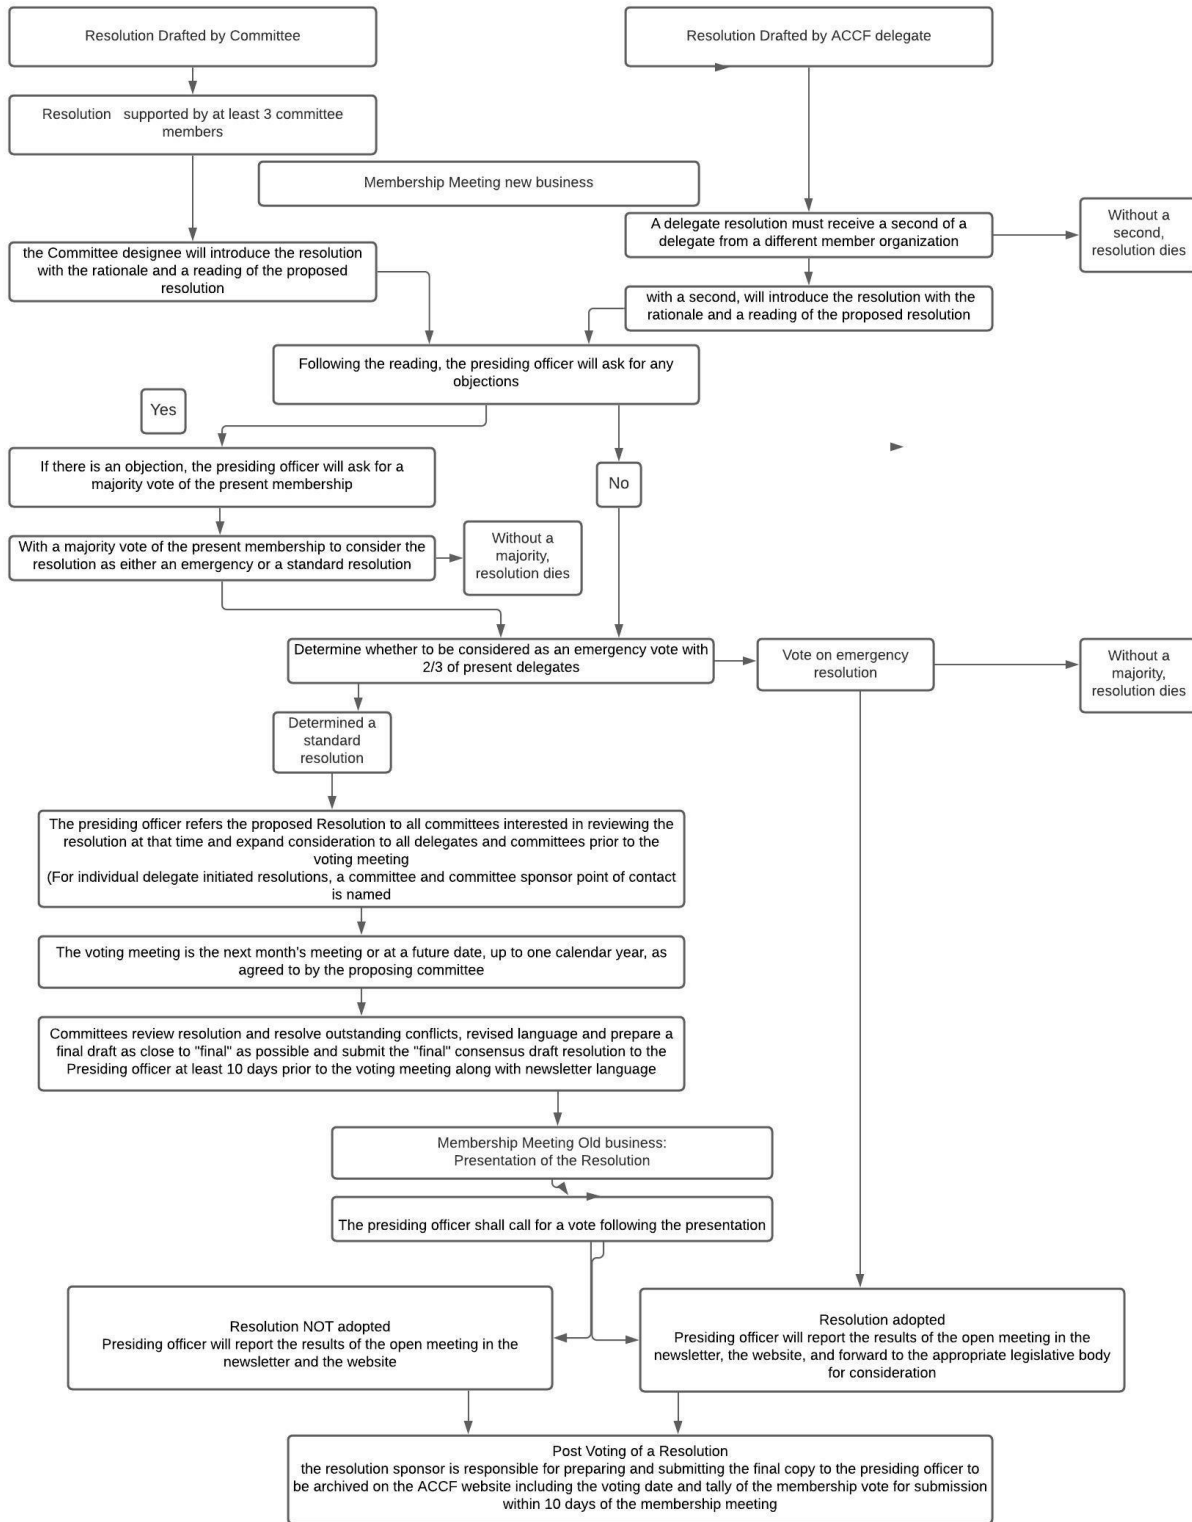 Resolution Drafted by Committee
Resolution Drafted by ACCF delegate
Resolution supported by at least 3 committee
members
Membership Meeting new business
A delegate resolution must receive a second of a
delegate from a different member organization
Without a
second,
resolution dies
the Committee designee will introduce the resolution
with the rationale and a reading of the proposed
resolution
with a second, will introduce the resolution with the
rationale and a reading of the proposed resolution
Following the reading, the presiding officer will ask for any
objections
Yes
If there is an objection, the presiding officer will ask for a
majority vote of the present membership
No
With a majority vote of the present membership to consider the
resolution as either an emergency or a standard resolution
Without a
majority,
resolution dies
Determine whether to be considered as an emergency vote with
2/3 of present delegates
Vote on emergency
resolution
Without a
majority,
resolution dies
Determined a
standard
resolution
The presiding officer refers the proposed Resolution to all committees interested in reviewing the
resolution at that time and expand consideration to all delegates and committees prior to the
voting meeting
(For individual delegate initiated resolutions, a committee and committee sponsor point of contact
is named
The voting meeting is the next month's meeting or at a future date, up to one calendar year, as
agreed to by the proposing committee
Committees review resolution and resolve outstanding conflicts, revised language and prepare a
final draft as close to "final" as possible and submit the "final" consensus draft resolution to the
Presiding officer at least 10 days prior to the voting meeting along with newsletter language
Membership Meeting Old business:
Presentation of the Resolution
The presiding officer shall call for a vote following the presentation
Resolution NOT adopted
Presiding officer will report the results of the open meeting in the
newsletter and the website
Resolution adopted
Presiding officer will report the results of the open meeting in the
newsletter, the website, and forward to the appropriate legislative body
for consideration
Post Voting of a Resolution
the resolution sponsor is responsible for preparing and submitting the final copy to the presiding officer to
be archived on the ACCF website including the voting date and tally of the membership vote for submission
within 10 days of the membership meeting